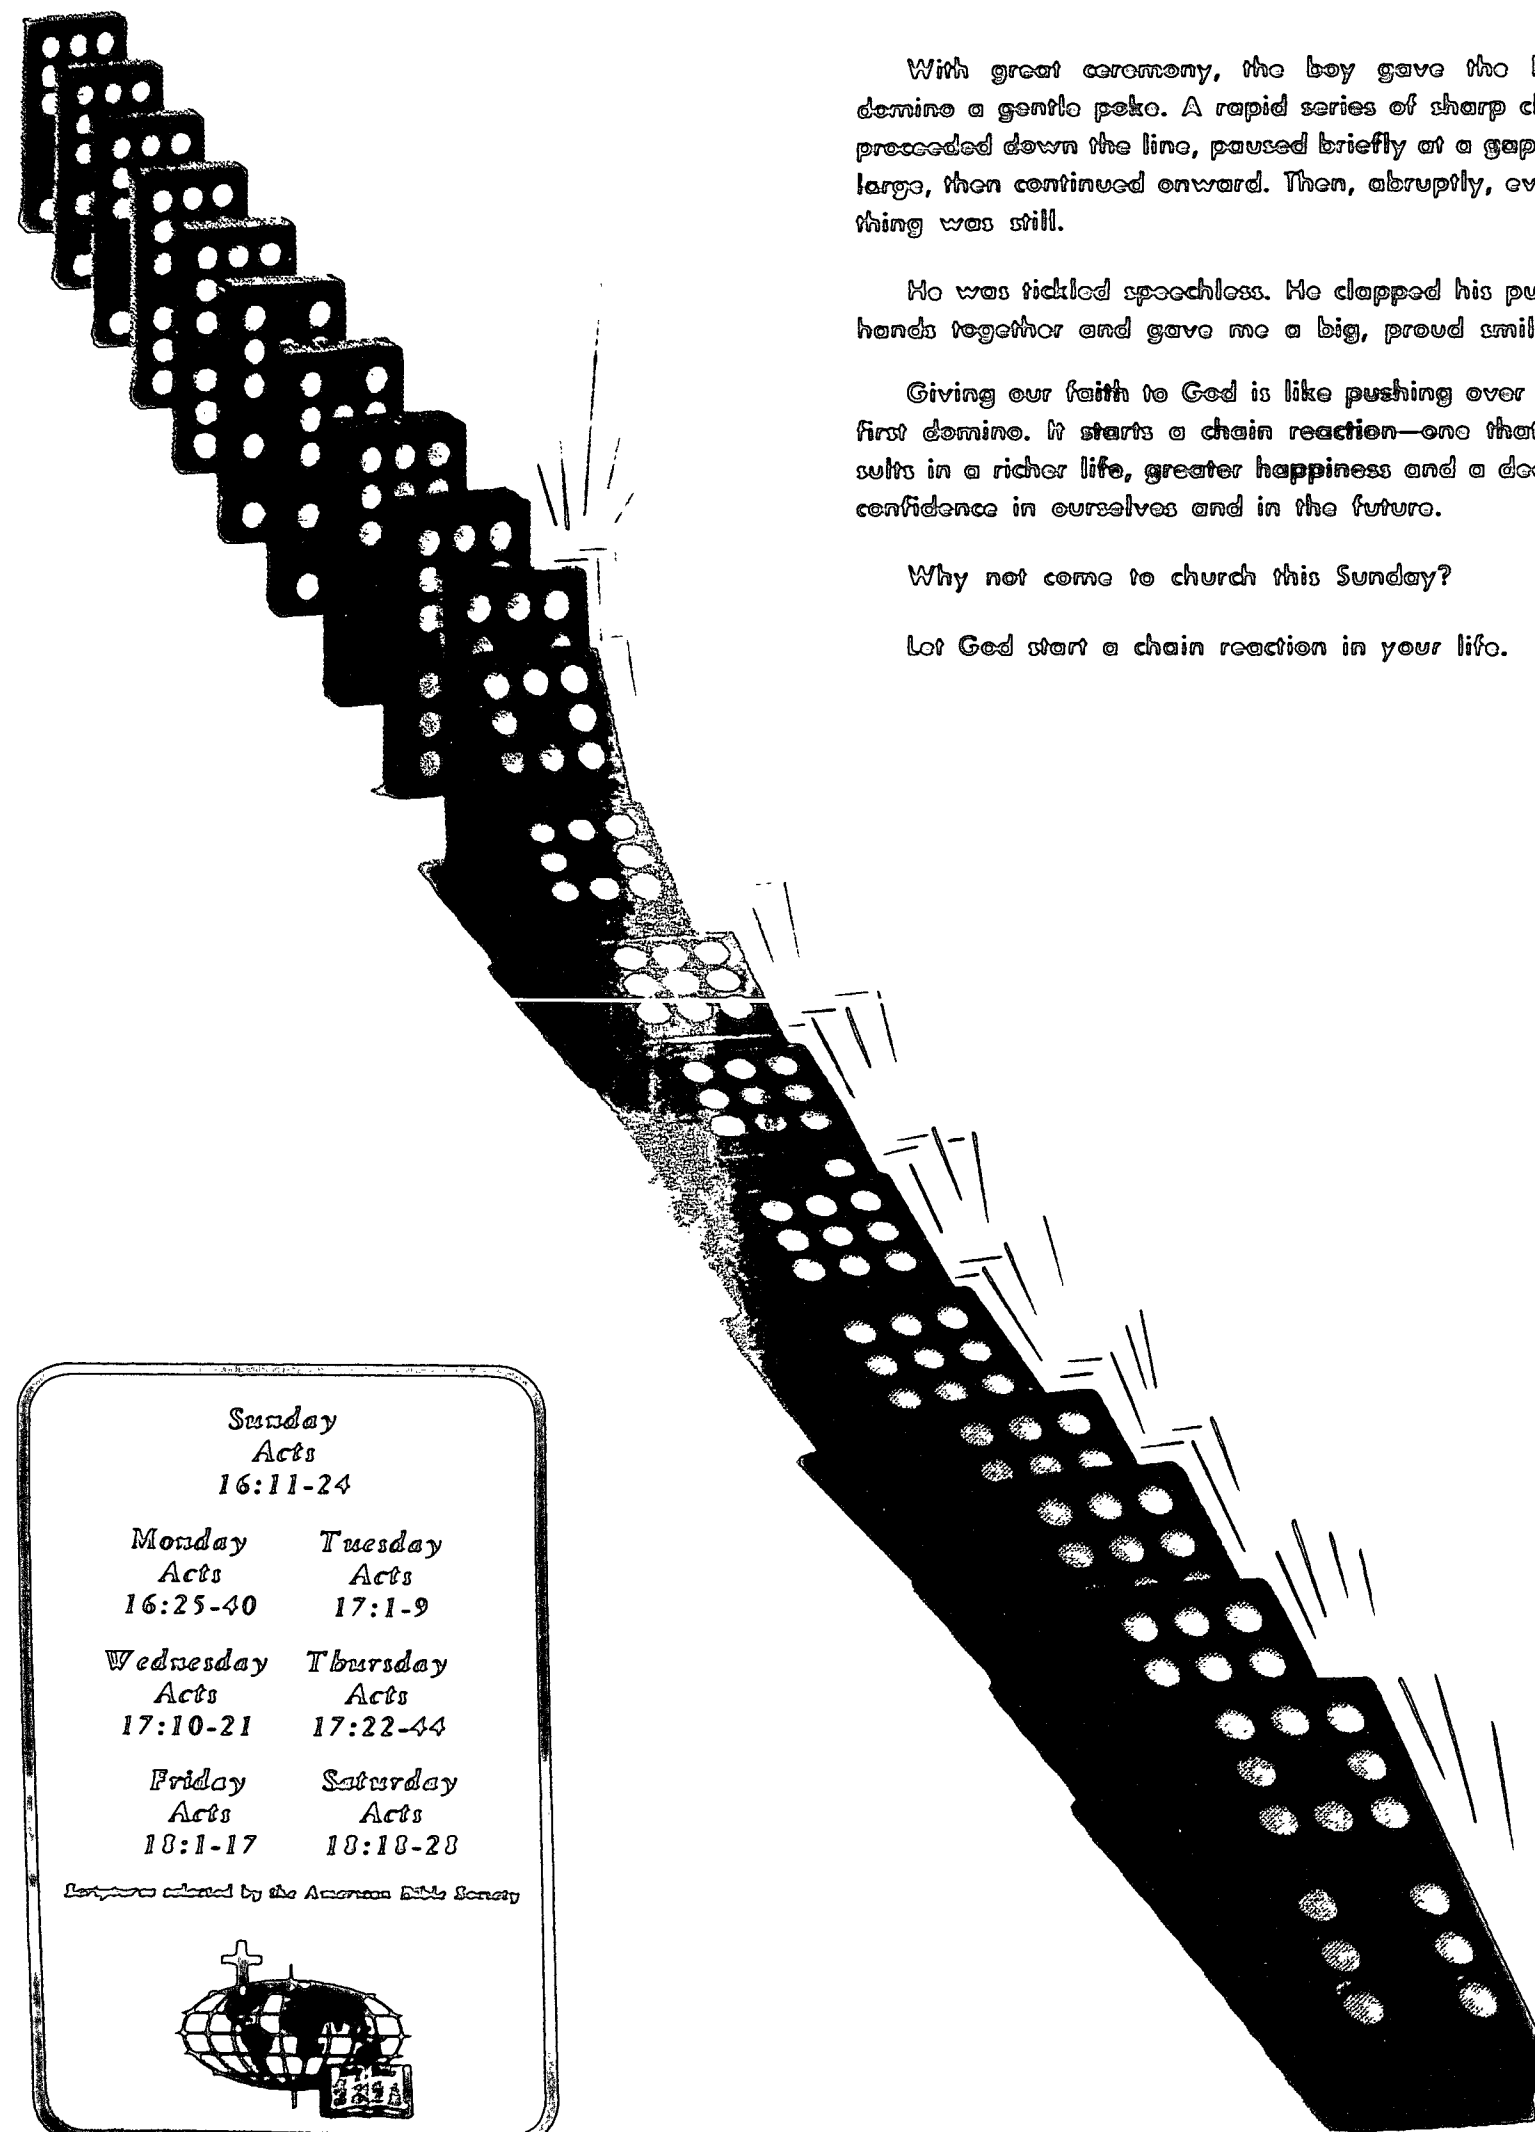 With great ceremony, the boy gave the
domino a gentle poke. A rapid series of sharp
proceeded down the line, paused briefly at a gap
large, then continued onward. Then, abruptly, ev
thing was still.
He was tickled speechless. He clapped his pu
hands together and gave me a big, proud smil
Giving our faith to God is like pushing over
first domino. It starts a chain reaction—one that
sults in a richer life, greater happiness and a
confidence in ourselves and in the future.
Why not come to church this Sunday?
Let God start a chain reaction in your life.
Sunday
Acts
16:11-24
Monday
Acts
16:25-40
Tuesday
Acts
17:1-9
Wednesday
Acts
17:10-21
Thursday
Acts
17:22-44
Friday
Acts
18:1-17
Saturday
Acts
18:18-28
Scriptures selected by the American Bible Society